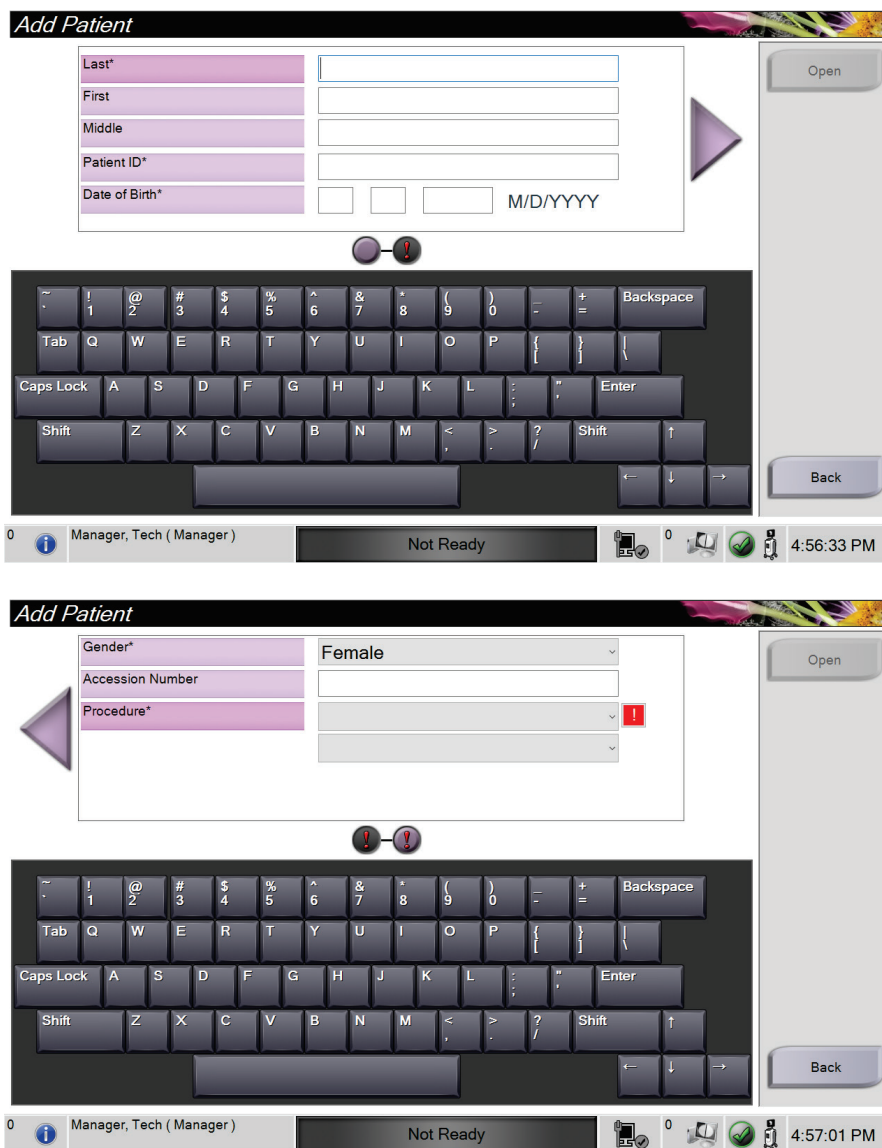 Add Patient
Last*
Open
First
Middle
Patient ID*
Date of Birth* M/D/YYYY
!
~ ! @ # $ % ^ & * ( ) _ + Backspace
` 1 2 3 4 5 6 7 8 9 0 - =
Tab Q W E R T Y U I O P { } |
[ ] \
Caps Lock A S D F G H J K L : " Enter
; '
Shift Z X C V B N M < > ? Shift ↑
, . /
← ↓ →
Back
0 Manager, Tech ( Manager ) Not Ready 0 4:56:33 PM
Add Patient
Gender* Female
Open
Accession Number
Procedure* !
! !
~ ! @ # $ % ^ & * ( ) _ + Backspace
` 1 2 3 4 5 6 7 8 9 0 - =
Tab Q W E R T Y U I O P { } |
[ ] \
Caps Lock A S D F G H J K L : " Enter
; '
Shift Z X C V B N M < > ? Shift ↑
, . /
← ↓ →
Back
0 Manager, Tech ( Manager ) Not Ready 0 4:57:01 PM